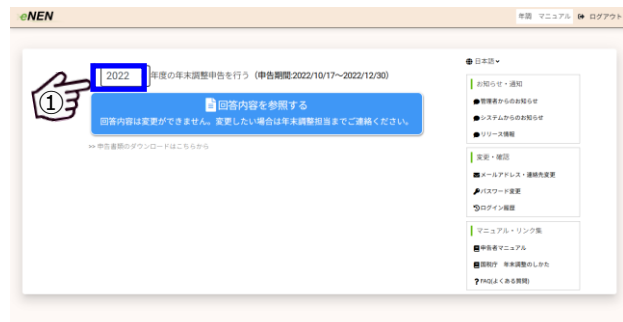 eNEN
年調 マニュアル ログアウト
日本語
2022 年度の年末調整申告を行う（申告期間:2022/10/17～2022/12/30）
①
回答内容を参照する
回答内容は変更ができません。変更したい場合は年末調整担当までご連絡ください。
>> 申告書類のダウンロードはこちらから
お知らせ・通知
管理者からのお知らせ
システムからのお知らせ
リリース情報
変更・確認
メールアドレス・連絡先変更
パスワード変更
ログイン履歴
マニュアル・リンク集
申告者マニュアル
国税庁 年末調整のしかた
FAQ(よくある質問)